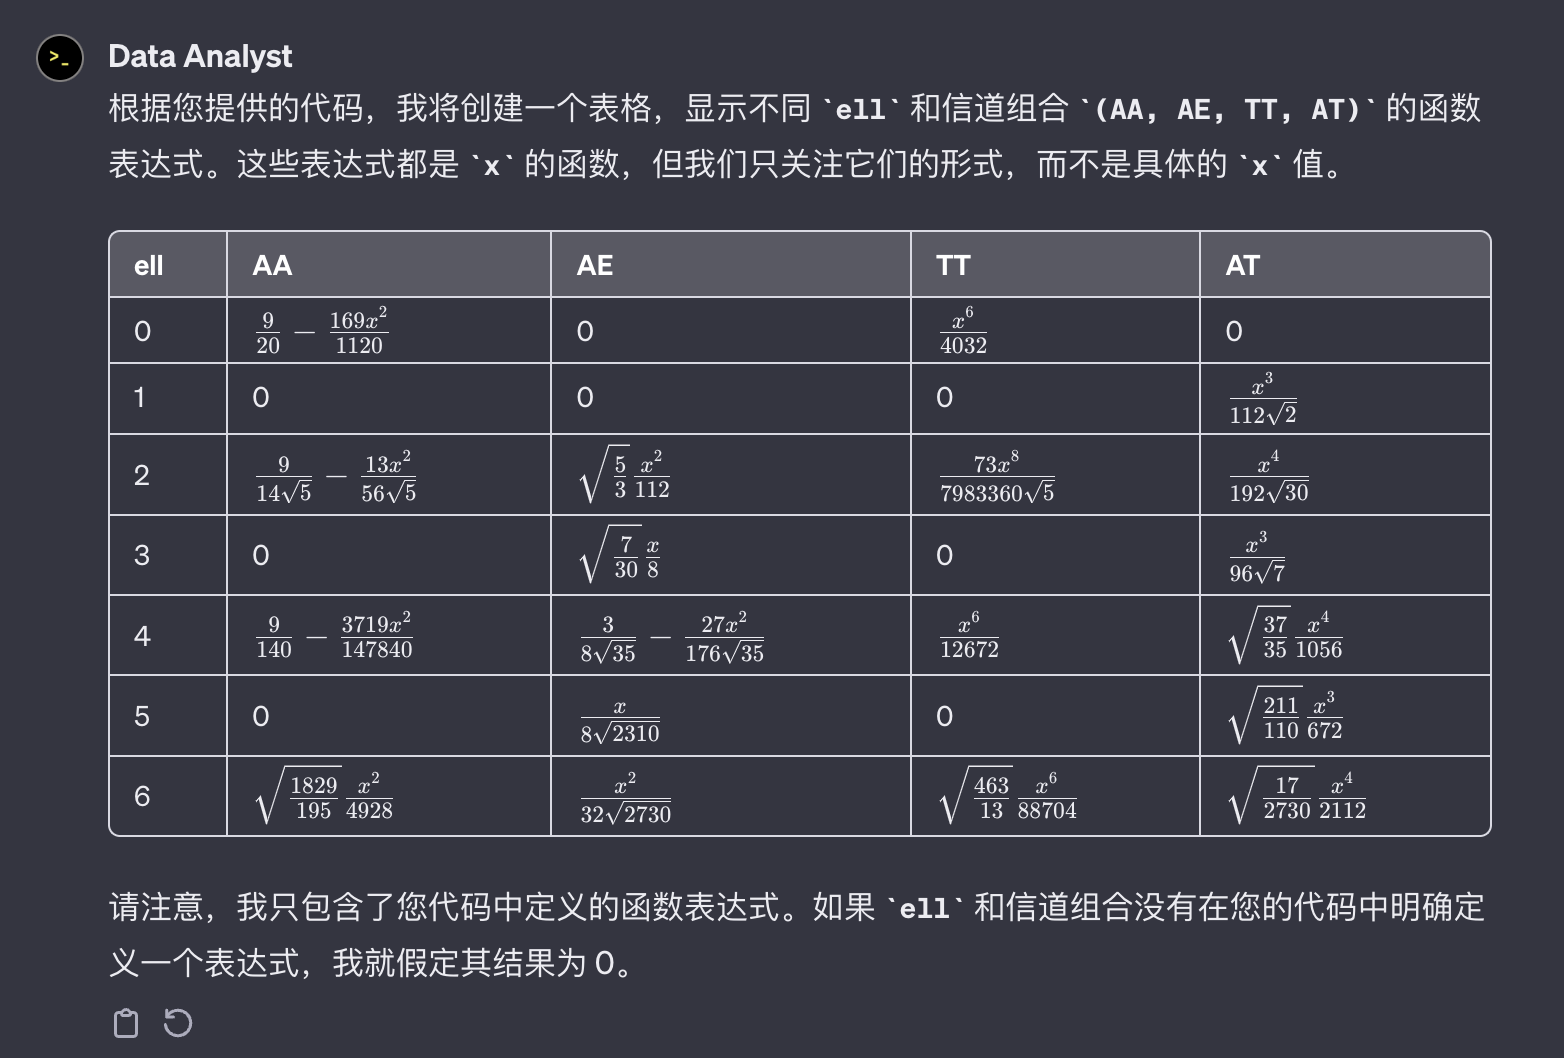 >_
Data Analyst
根据您提供的代码，我将创建一个表格，显示不同 `ell` 和信道组合 `(AA, AE, TT, AT)` 的函数
表达式。这些表达式都是 `x` 的函数，但我们只关注它们的形式，而不是具体的 `x` 值。
ell AA AE TT AT
0 \frac{9}{20} - \frac{169x^2}{1120} 0 \frac{x^6}{4032} 0
1 0 0 0 \frac{x^3}{112\sqrt{2}}
2 \frac{9}{14\sqrt{5}} - \frac{13x^2}{56\sqrt{5}} \sqrt{\frac{5}{3}}\frac{x^2}{112} \frac{73x^8}{7983360\sqrt{5}} \frac{x^4}{192\sqrt{30}}
3 0 \sqrt{\frac{7}{30}}\frac{x}{8} 0 \frac{x^3}{96\sqrt{7}}
4 \frac{9}{140} - \frac{3719x^2}{147840} \frac{3}{8\sqrt{35}} - \frac{27x^2}{176\sqrt{35}} \frac{x^6}{12672} \sqrt{\frac{37}{35}}\frac{x^4}{1056}
5 0 \frac{x}{8\sqrt{2310}} 0 \sqrt{\frac{211}{110}}\frac{x^3}{672}
6 \sqrt{\frac{1829}{195}}\frac{x^2}{4928} \frac{x^2}{32\sqrt{2730}} \sqrt{\frac{463}{13}}\frac{x^6}{88704} \sqrt{\frac{17}{2730}}\frac{x^4}{2112}
请注意，我只包含了您代码中定义的函数表达式。如果 `ell` 和信道组合没有在您的代码中明确定
义一个表达式，我就假定其结果为 0。